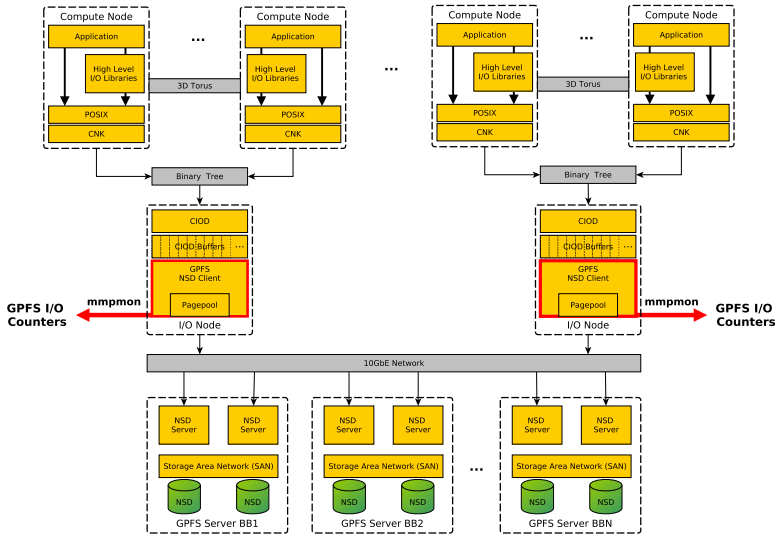 Compute Node
Application
High Level
I/O Libraries
POSIX
CNK
...
3D Torus
Compute Node
Application
High Level
I/O Libraries
POSIX
CNK
...
Compute Node
Application
High Level
I/O Libraries
POSIX
CNK
...
3D Torus
Compute Node
Application
High Level
I/O Libraries
POSIX
CNK
Binary Tree
Binary Tree
CIOD
CIOD Buffers ...
GPFS
NSD Client
Pagepool
I/O Node
mmpmon
GPFS I/O
Counters
CIOD
CIOD Buffers ...
GPFS
NSD Client
Pagepool
I/O Node
mmpmon
GPFS I/O
Counters
10GbE Network
NSD
Server
NSD
Server
Storage Area Network (SAN)
NSD
NSD
GPFS Server BB1
NSD
Server
NSD
Server
Storage Area Network (SAN)
NSD
NSD
GPFS Server BB2
...
NSD
Server
NSD
Server
Storage Area Network (SAN)
NSD
NSD
GPFS Server BBN